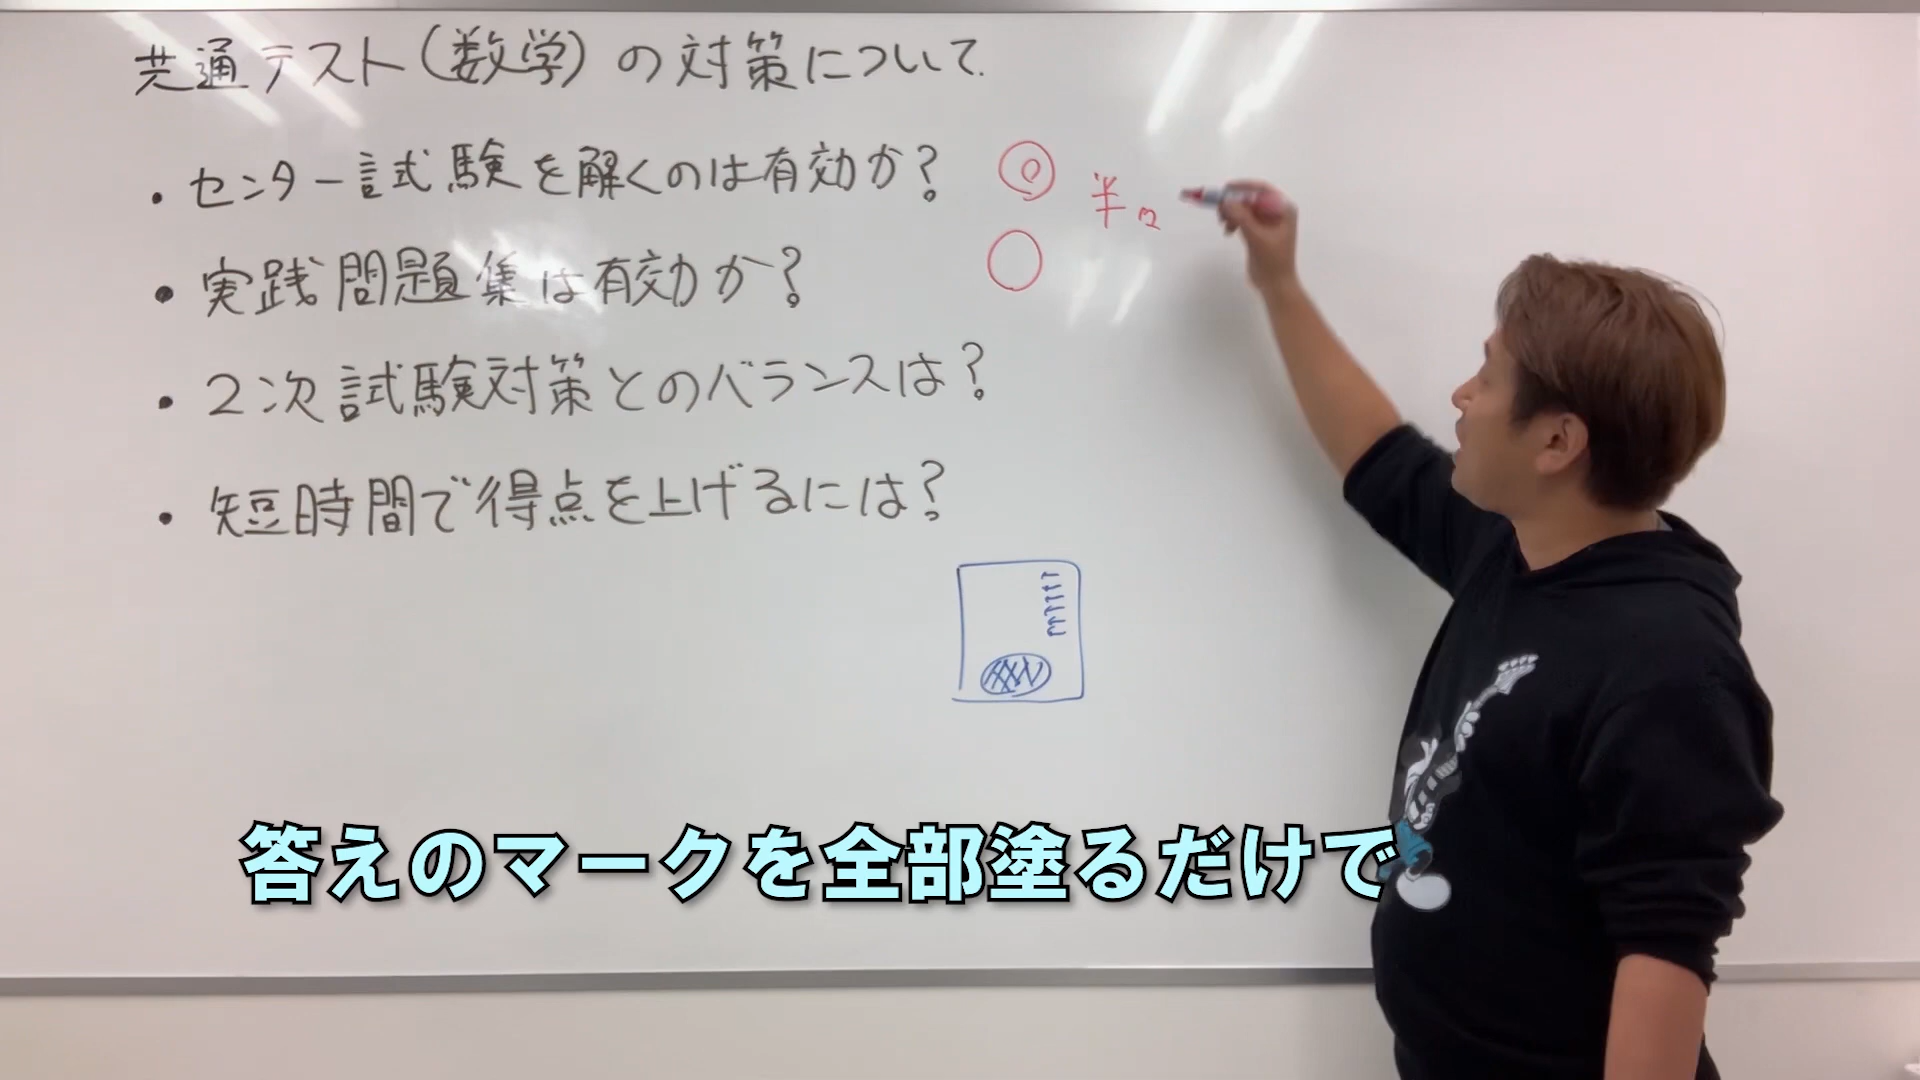 共通テスト(数学)の対策について.
・センター試験を解くのは有効か? ◎ 半
・実践問題集は有効か? ○
・2次試験対策とのバランスは?
・短時間で得点を上げるには?
答えのマークを全部塗るだけで